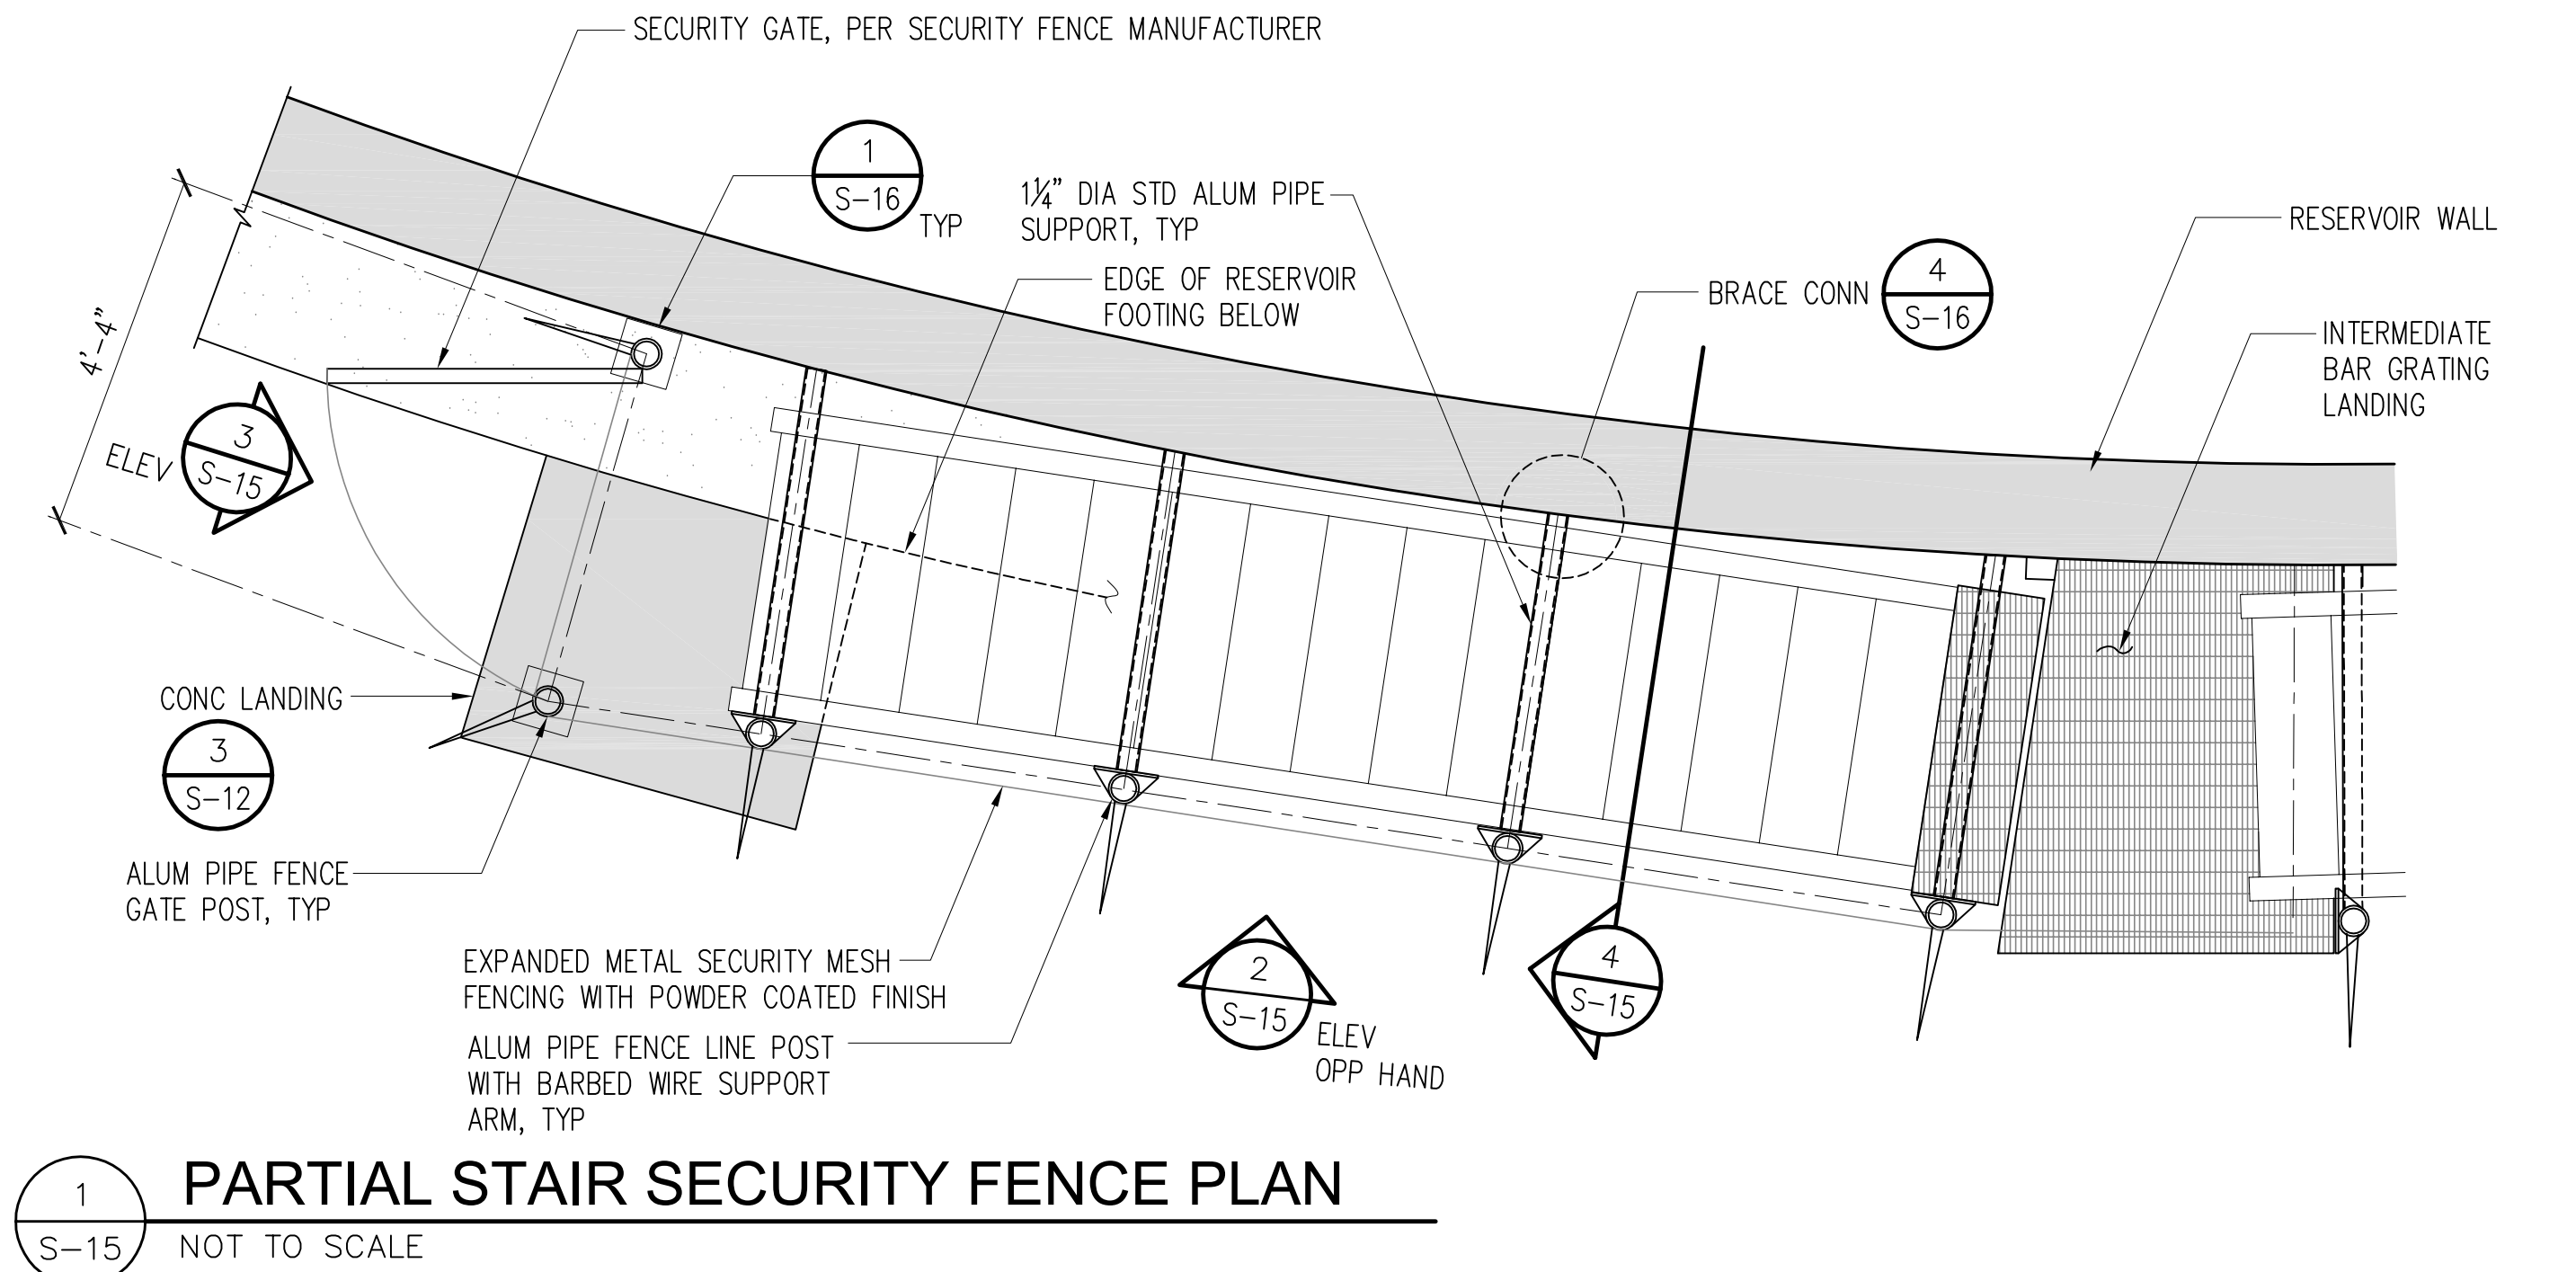 SECURITY GATE, PER SECURITY FENCE MANUFACTURER
1
S-16
TYP
1¼" DIA STD ALUM PIPE
SUPPORT, TYP
EDGE OF RESERVOIR
FOOTING BELOW
BRACE CONN
4
S-16
RESERVOIR WALL
INTERMEDIATE
BAR GRATING
LANDING
4'-4"
ELEV
3
S-15
CONC LANDING
3
S-12
ALUM PIPE FENCE
GATE POST, TYP
EXPANDED METAL SECURITY MESH
FENCING WITH POWDER COATED FINISH
ALUM PIPE FENCE LINE POST
WITH BARBED WIRE SUPPORT
ARM, TYP
2
S-15
ELEV
OPP HAND
4
S-15
1
S-15
PARTIAL STAIR SECURITY FENCE PLAN
NOT TO SCALE